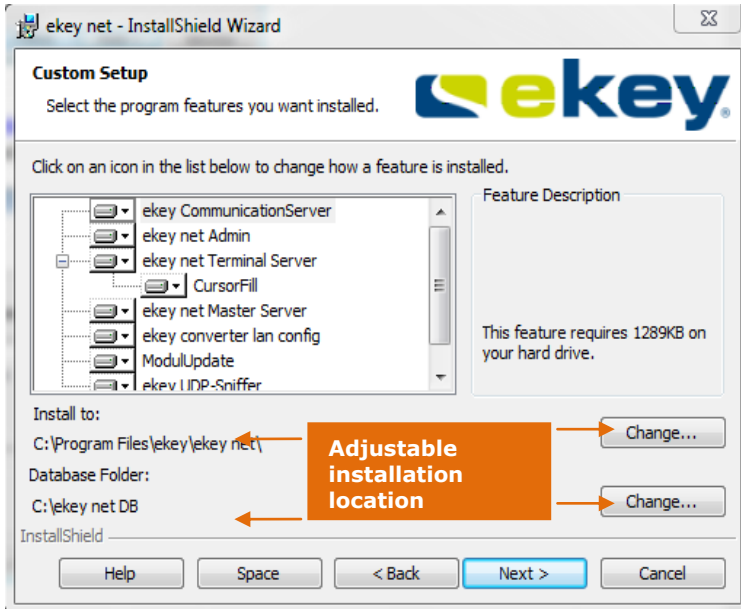 ekey net - InstallShield Wizard
Custom Setup
Select the program features you want installed.
ekey®
Click on an icon in the list below to change how a feature is installed.
ekey CommunicationServer
ekey net Admin
ekey net Terminal Server
CursorFill
ekey net Master Server
ekey converter lan config
ModulUpdate
ekey UDP-Sniffer
Feature Description
This feature requires 1289KB on
your hard drive.
Install to:
C:\Program Files\ekey\ekey net\
Change...
Adjustable
installation
location
Database Folder:
C:\ekey net DB
Change...
InstallShield
Help
Space
< Back
Next >
Cancel